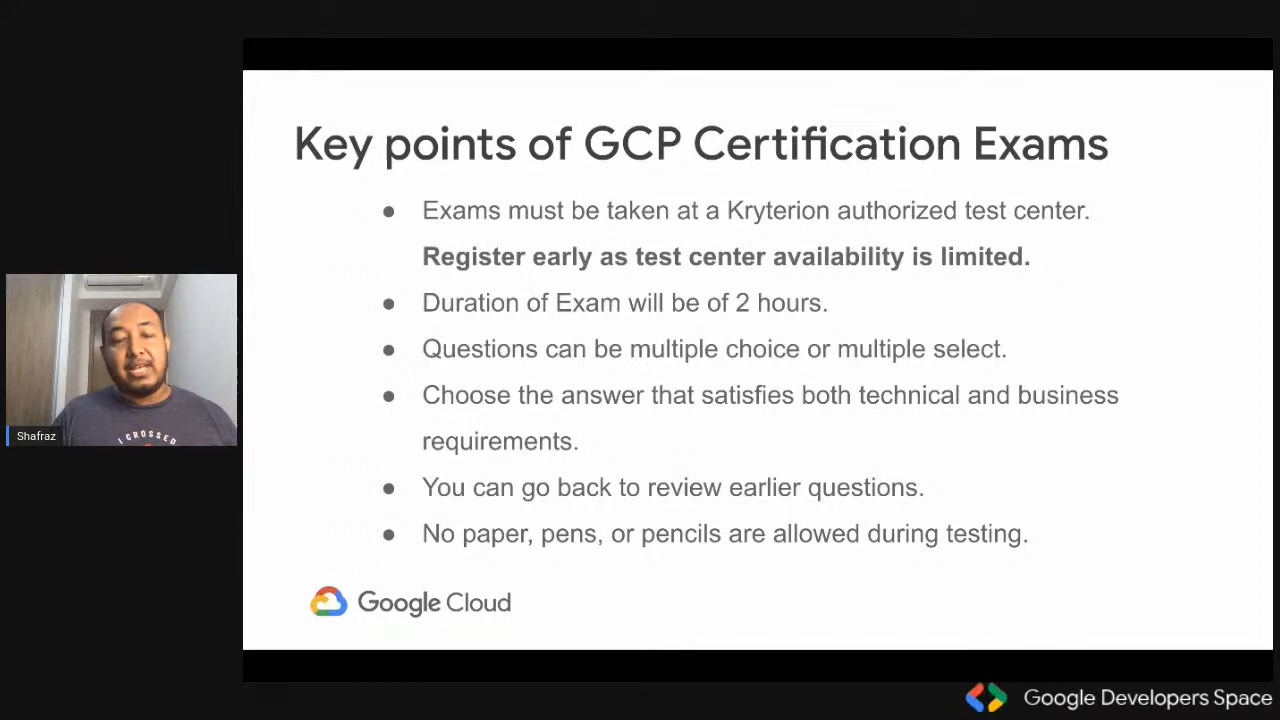 Key points of GCP Certification Exams
● Exams must be taken at a Kryterion authorized test center.
Register early as test center availability is limited.
● Duration of Exam will be of 2 hours.
● Questions can be multiple choice or multiple select.
● Choose the answer that satisfies both technical and business
requirements.
● You can go back to review earlier questions.
● No paper, pens, or pencils are allowed during testing.
Google Cloud
I CROSSED
Shafraz
Google Developers Space